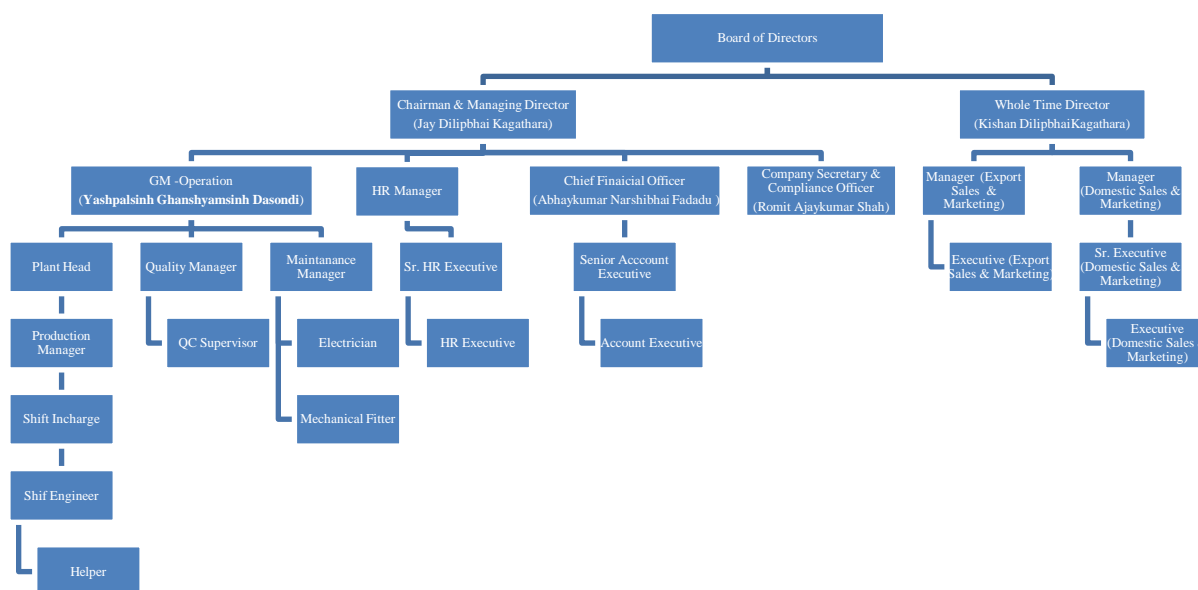 Board of Directors
Chairman & Managing Director
(Jay Dilipbhai Kagathara)
Whole Time Director
(Kishan DilipbhaiKagathara)
GM -Operation
(Yashpalsinh Ghanshyamsinh Dasondi )
HR Manager
Chief Finaicial Officer
(Abhaykumar Narshibhai Fadadu )
Company Secretary &
Compliance Officer
(Romit Ajaykumar Shah)
Manager (Export
Sales &
Marketing)
Manager
(Domestic Sales &
Marketing)
Plant Head
Quality Manager
Maintanance
Manager
Sr. HR Executive
Senior Acccount
Executive
Executive (Export
Sales & Marketing)
Sr. Executive
(Domestic Sales &
Marketing)
Production
Manager
QC Supervisor
Electrician
HR Executive
Account Executive
Executive
(Domestic Sales &
Marketing)
Shift Incharge
Mechanical Fitter
Shif Engineer
Helper